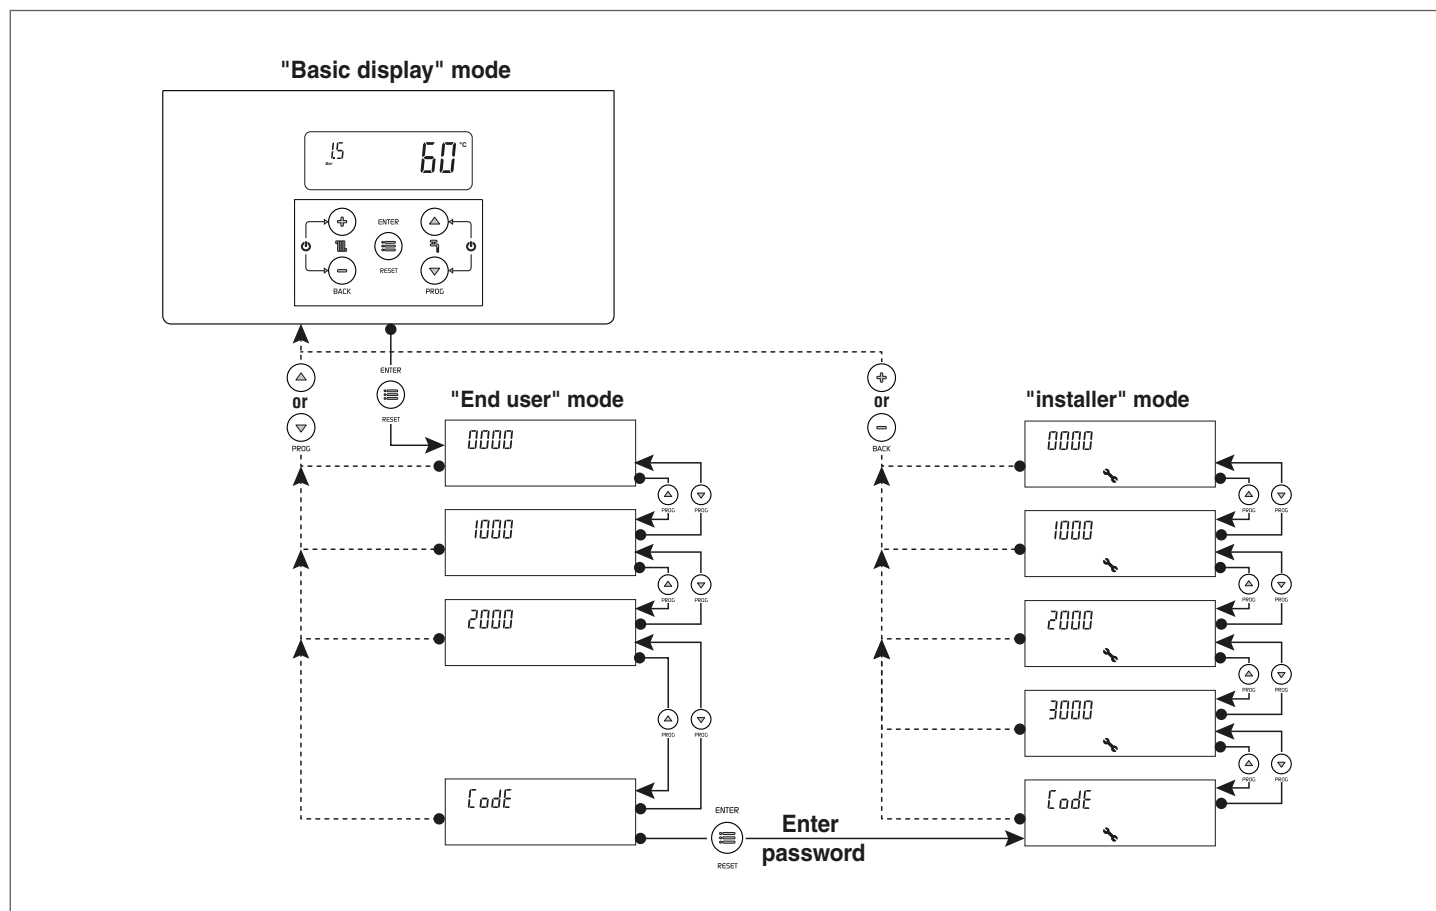 "Basic display" mode
1.5
Bar
60 °C
ENTER
RESET
BACK
PROG
ENTER
RESET
or
PROG
"End user" mode
0000
PROG
PROG
1000
PROG
PROG
2000
PROG
PROG
CodE
ENTER
RESET
Enter
password
or
BACK
"installer" mode
0000
PROG
PROG
1000
PROG
PROG
2000
PROG
PROG
3000
PROG
PROG
CodE